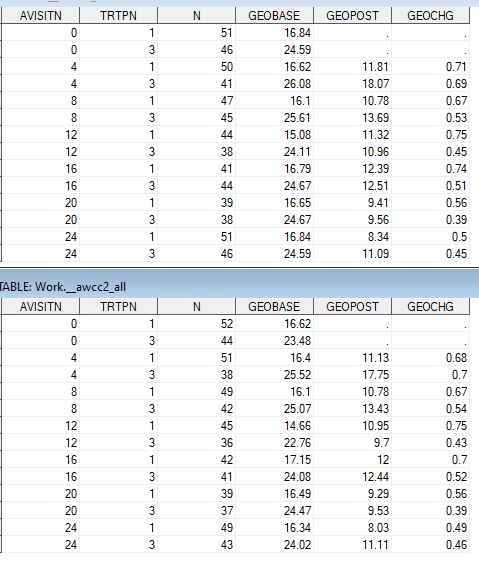 AVISITN TRTPN N GEOBASE GEOPOST GEOCHG
0 1 51 16.84 . .
0 3 46 24.59 . .
4 1 50 16.62 11.81 0.71
4 3 41 26.08 18.07 0.69
8 1 47 16.1 10.78 0.67
8 3 45 25.61 13.69 0.53
12 1 44 15.08 11.32 0.75
12 3 38 24.11 10.96 0.45
16 1 41 16.79 12.39 0.74
16 3 44 24.67 12.51 0.51
20 1 39 16.65 9.41 0.56
20 3 38 24.67 9.56 0.39
24 1 51 16.84 8.34 0.5
24 3 46 24.59 11.09 0.45
TABLE: Work.__awcc2_all
AVISITN TRTPN N GEOBASE GEOPOST GEOCHG
0 1 52 16.62 . .
0 3 44 23.48 . .
4 1 51 16.4 11.13 0.68
4 3 38 25.52 17.75 0.7
8 1 49 16.1 10.78 0.67
8 3 42 25.07 13.43 0.54
12 1 45 14.66 10.95 0.75
12 3 36 22.76 9.7 0.43
16 1 42 17.15 12 0.7
16 3 41 24.08 12.44 0.52
20 1 39 16.49 9.29 0.56
20 3 37 24.47 9.53 0.39
24 1 49 16.34 8.03 0.49
24 3 43 24.02 11.11 0.46